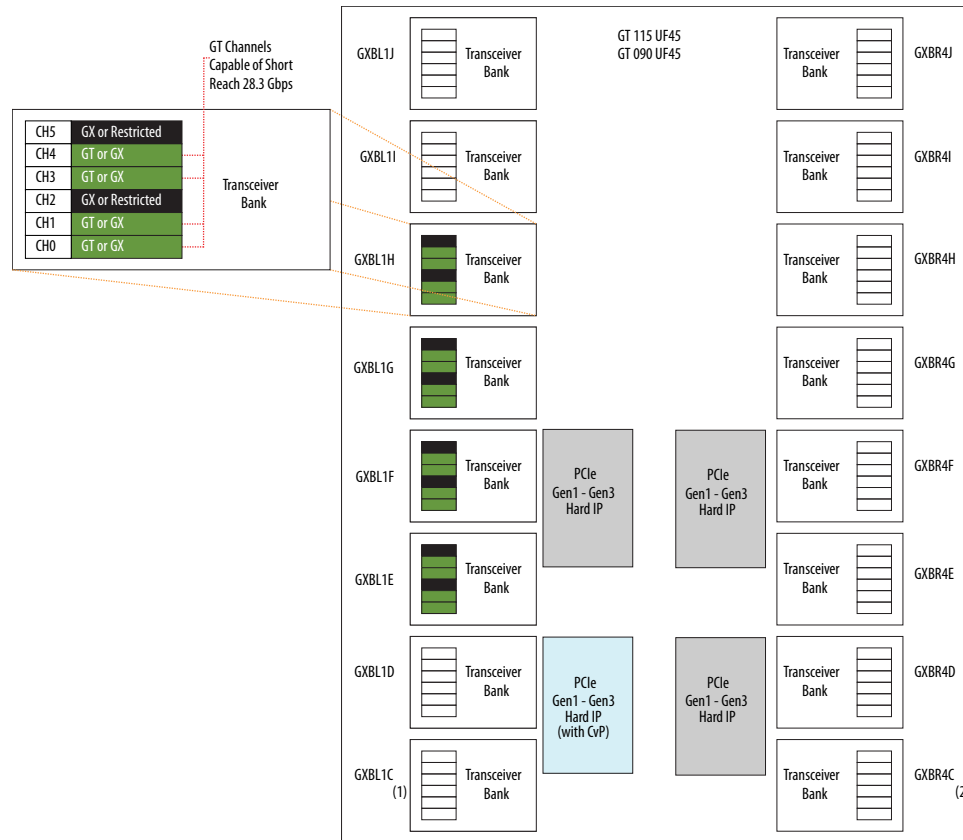 GT Channels
Capable of Short
Reach 28.3 Gbps
CH5 GX or Restricted
CH4 GT or GX
CH3 GT or GX
CH2 GX or Restricted
CH1 GT or GX
CH0 GT or GX
Transceiver
Bank
GT 115 UF45
GT 090 UF45
GXBL1J
Transceiver
Bank
Transceiver
Bank
GXBR4J
GXBL1I
Transceiver
Bank
Transceiver
Bank
GXBR4I
GXBL1H
Transceiver
Bank
Transceiver
Bank
GXBR4H
GXBL1G
Transceiver
Bank
Transceiver
Bank
GXBR4G
GXBL1F
Transceiver
Bank
PCIe
Gen1 - Gen3
Hard IP
PCIe
Gen1 - Gen3
Hard IP
Transceiver
Bank
GXBR4F
GXBL1E
Transceiver
Bank
Transceiver
Bank
GXBR4E
GXBL1D
Transceiver
Bank
PCIe
Gen1 - Gen3
Hard IP
(with CvP)
PCIe
Gen1 - Gen3
Hard IP
Transceiver
Bank
GXBR4D
GXBL1C
(1)
Transceiver
Bank
Transceiver
Bank
GXBR4C
(2